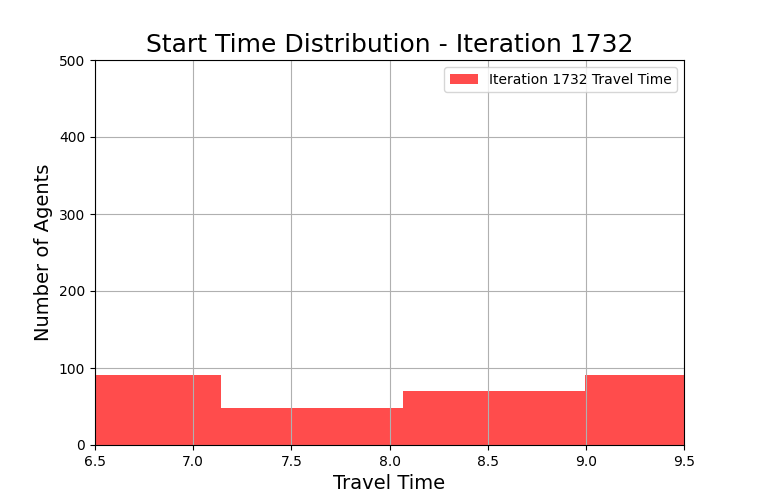 Start Time Distribution - Iteration 1732
Iteration 1732 Travel Time
Number of Agents
500
400
300
200
100
0
6.5 7.0 7.5 8.0 8.5 9.0 9.5
Travel Time